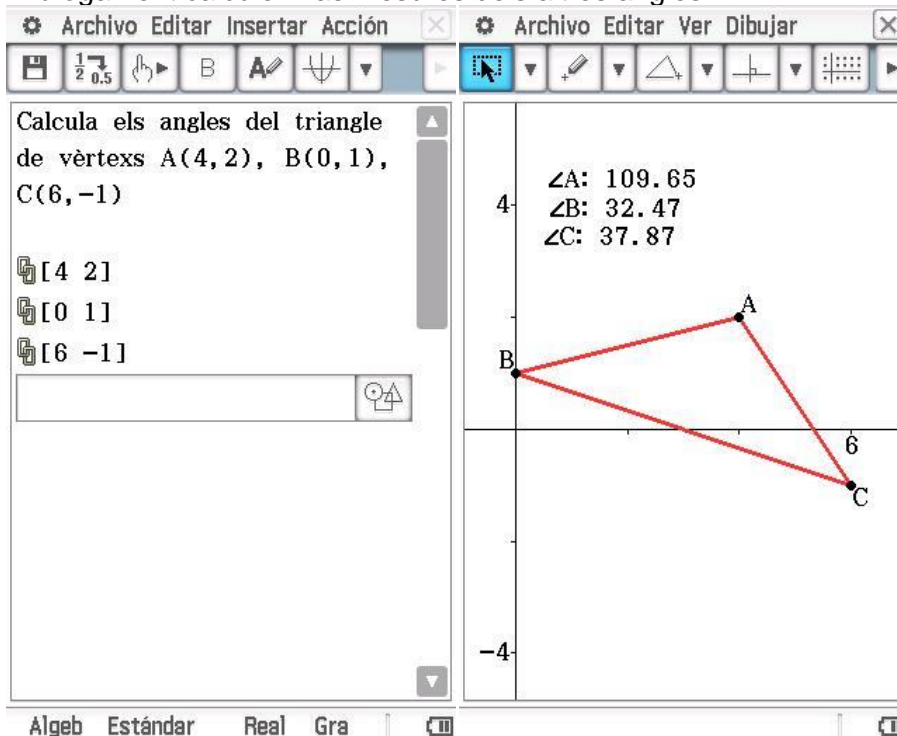 Archivo Editar Insertar Acción
B
Calcula els angles del triangle
de vèrtexs A(4,2), B(0,1),
C(6,−1)
[4 2]
[0 1]
[6 −1]
Algeb Estándar Real Gra
Archivo Editar Ver Dibujar
∠A: 109.65
∠B: 32.47
∠C: 37.87
4
A
B
6
C
−4